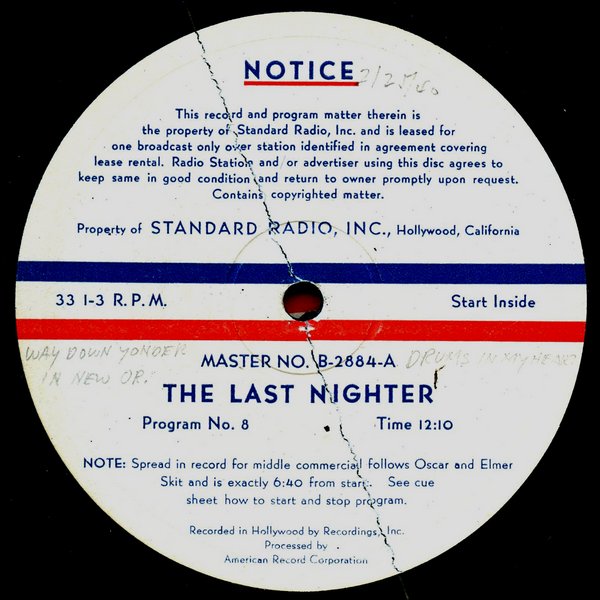 NOTICE
This record and program matter therein is
the property of Standard Radio, Inc. and is leased for
one broadcast only over station identified in agreement covering
lease rental. Radio Station and/or advertiser using this disc agrees to
keep same in good condition and return to owner promptly upon request.
Contains copyrighted matter.
Property of STANDARD RADIO, INC., Hollywood, California
33 1-3 R.P.M. Start Inside
WAY DOWN YONDER
IN NEW OR.
DRUMS IN MY HEART
MASTER NO. B-2884-A
THE LAST NIGHTER
Program No. 8 Time 12:10
NOTE: Spread in record for middle commercial follows Oscar and Elmer
Skit and is exactly 6:40 from start. See cue
sheet how to start and stop program.
Recorded in Hollywood by Recordings, Inc.
Processed by
American Record Corporation